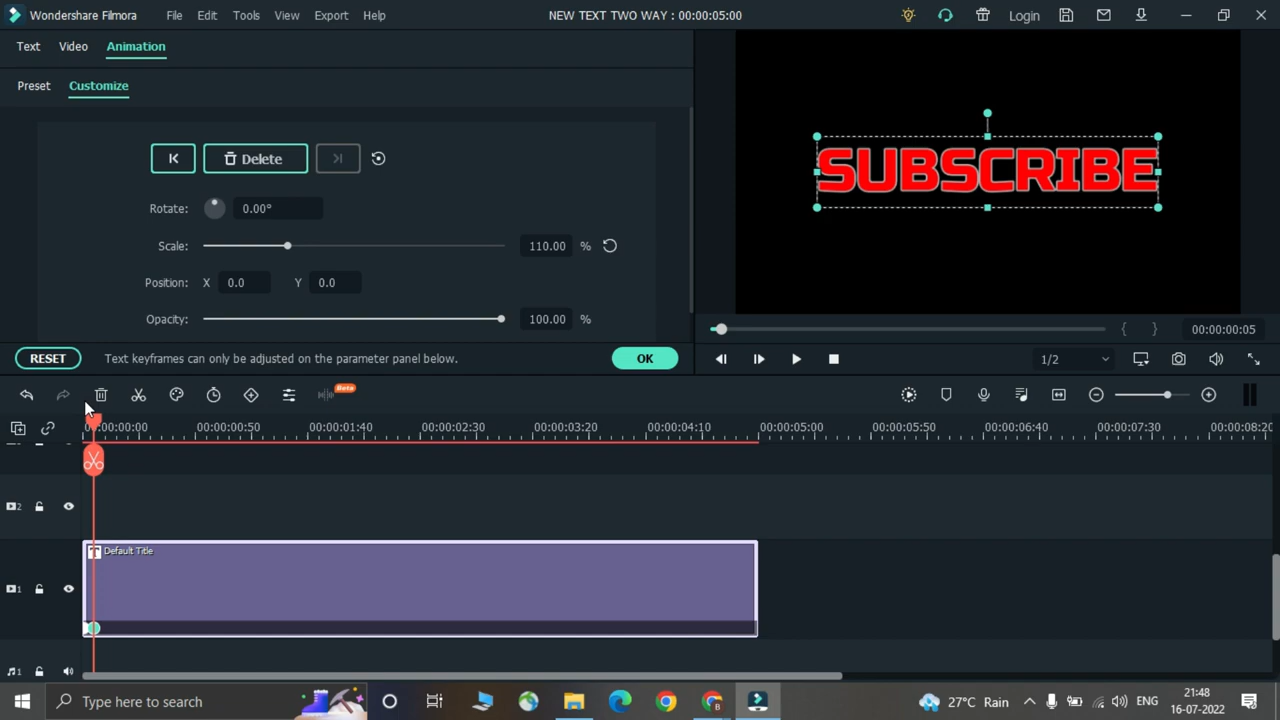 Wondershare Filmora File Edit Tools View Export Help NEW TEXT TWO WAY : 00:00:05:00 Login
Text Video Animation
Preset Customize
Delete
Rotate: 0.00°
Scale: 110.00 %
Position: X 0.0 Y 0.0
Opacity: 100.00 %
RESET Text keyframes can only be adjusted on the parameter panel below. OK
SUBSCRIBE
{ } 00:00:00:05
1/2
Beta
00:00:00:00 00:00:00:50 00:00:01:40 00:00:02:30 00:00:03:20 00:00:04:10 00:00:05:00 00:00:05:50 00:00:06:40 00:00:07:30 00:00:08:20
2
T Default Title
1
1
Type here to search 27°C Rain ENG 21:48
16-07-2022